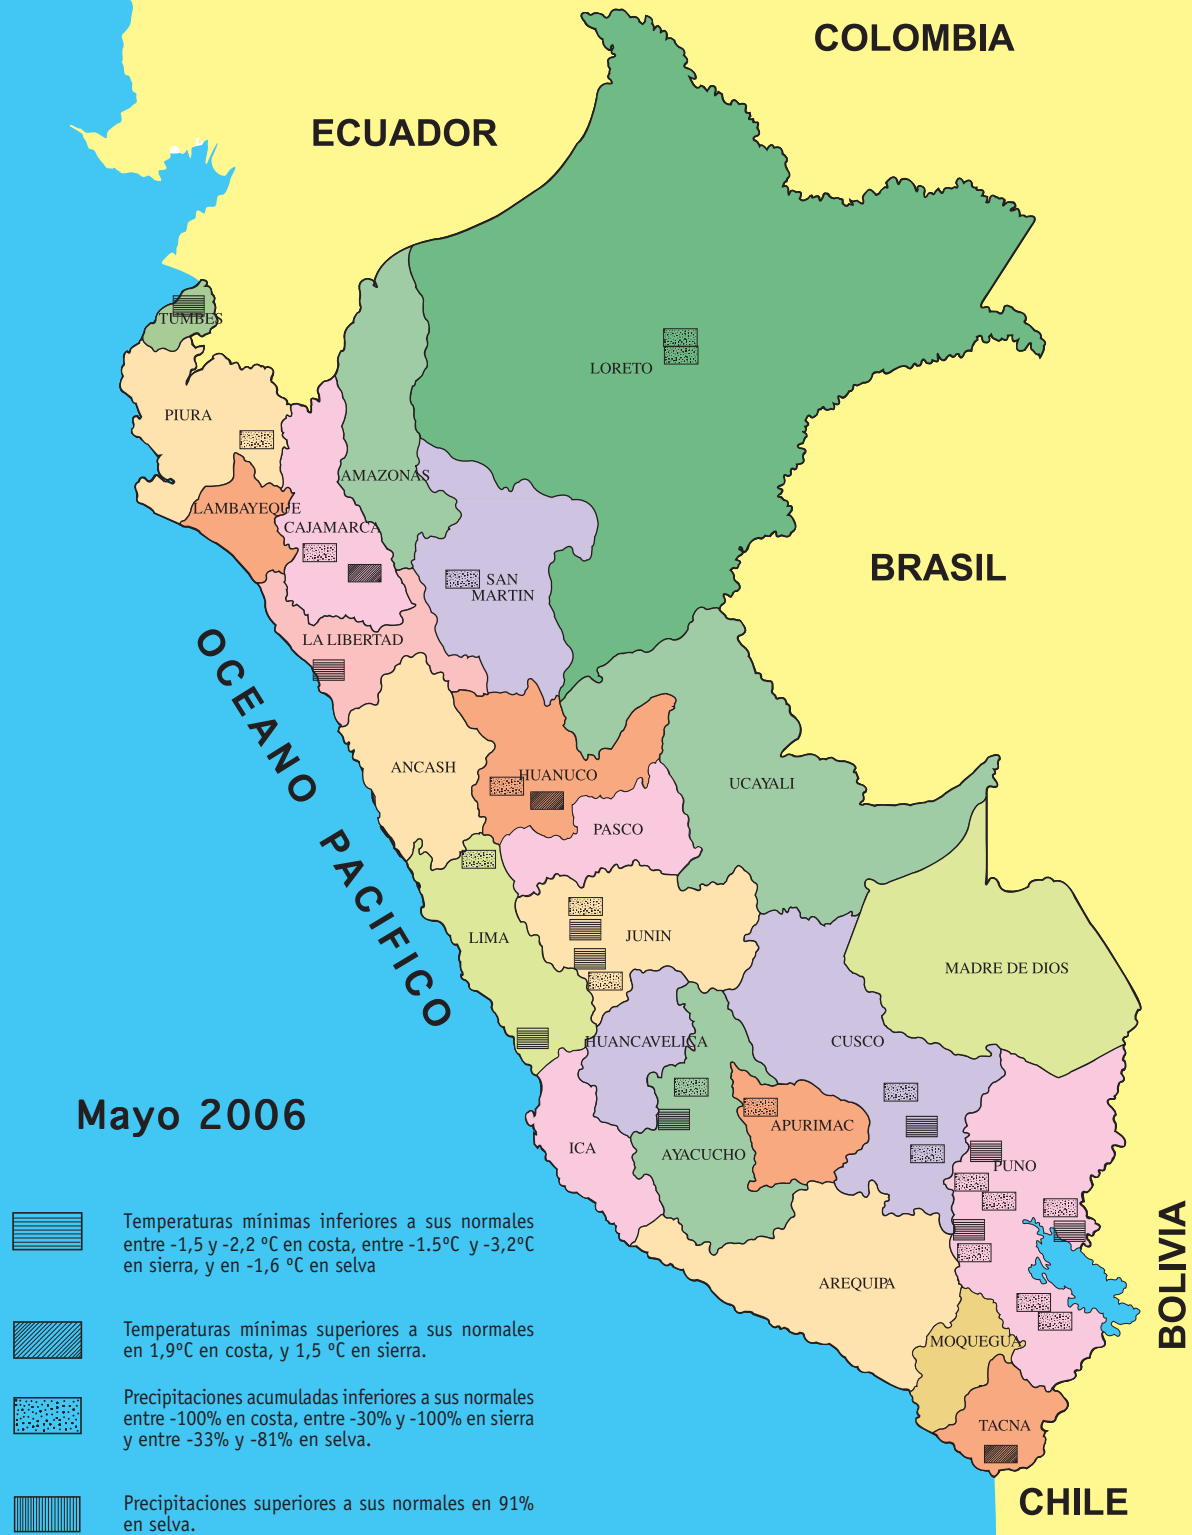 COLOMBIA
ECUADOR
TUMBES
LORETO
PIURA
AMAZONAS
LAMBAYEQUE
CAJAMARCA
BRASIL
SAN
MARTIN
LA LIBERTAD
OCEANO PACIFICO
ANCASH
HUANUCO
UCAYALI
PASCO
LIMA
JUNIN
MADRE DE DIOS
HUANCAVELICA
CUSCO
Mayo 2006
APURIMAC
ICA
AYACUCHO
PUNO
BOLIVIA
AREQUIPA
MOQUEGUA
TACNA
CHILE
Temperaturas mínimas inferiores a sus normales
entre -1,5 y -2,2 ºC en costa, entre -1.5ºC y -3,2ºC
en sierra, y en -1,6 ºC en selva
Temperaturas mínimas superiores a sus normales
en 1,9ºC en costa, y 1,5 ºC en sierra.
Precipitaciones acumuladas inferiores a sus normales
entre -100% en costa, entre -30% y -100% en sierra
y entre -33% y -81% en selva.
Precipitaciones superiores a sus normales en 91%
en selva.